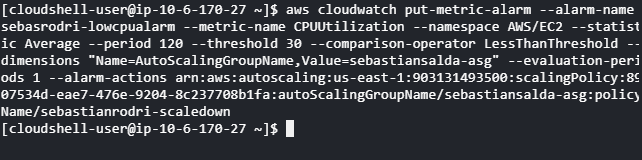 [cloudshell-user@ip-10-6-170-27 ~]$ aws cloudwatch put-metric-alarm --alarm-name
sebasrodri-lowcpualarm --metric-name CPUUtilization --namespace AWS/EC2 --statist
ic Average --period 120 --threshold 30 --comparison-operator LessThanThreshold --
dimensions "Name=AutoScalingGroupName,Value=sebastiansalda-asg" --evaluation-peri
ods 1 --alarm-actions arn:aws:autoscaling:us-east-1:903131493500:scalingPolicy:89
07534d-eae7-476e-9204-8c237708b1fa:autoScalingGroupName/sebastiansalda-asg:policy
Name/sebastianrodri-scaledown
[cloudshell-user@ip-10-6-170-27 ~]$